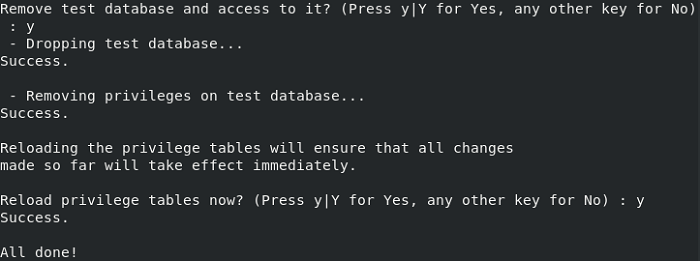 Remove test database and access to it? (Press y|Y for Yes, any other key for No)
 : y
 - Dropping test database...
Success.

 - Removing privileges on test database...
Success.

Reloading the privilege tables will ensure that all changes
made so far will take effect immediately.

Reload privilege tables now? (Press y|Y for Yes, any other key for No) : y
Success.

All done!